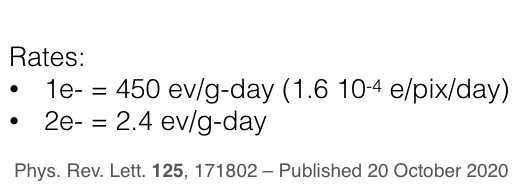 Rates:
• 1e- = 450 ev/g-day (1.6 10⁻⁴ e/pix/day)
• 2e- = 2.4 ev/g-day
Phys. Rev. Lett. 125, 171802 – Published 20 October 2020